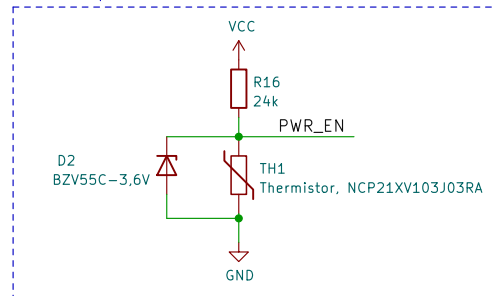 VCC
R16
24k
PWR_EN
D2
BZV55C-3,6V
TH1
Thermistor, NCP21XV103J03RA
GND